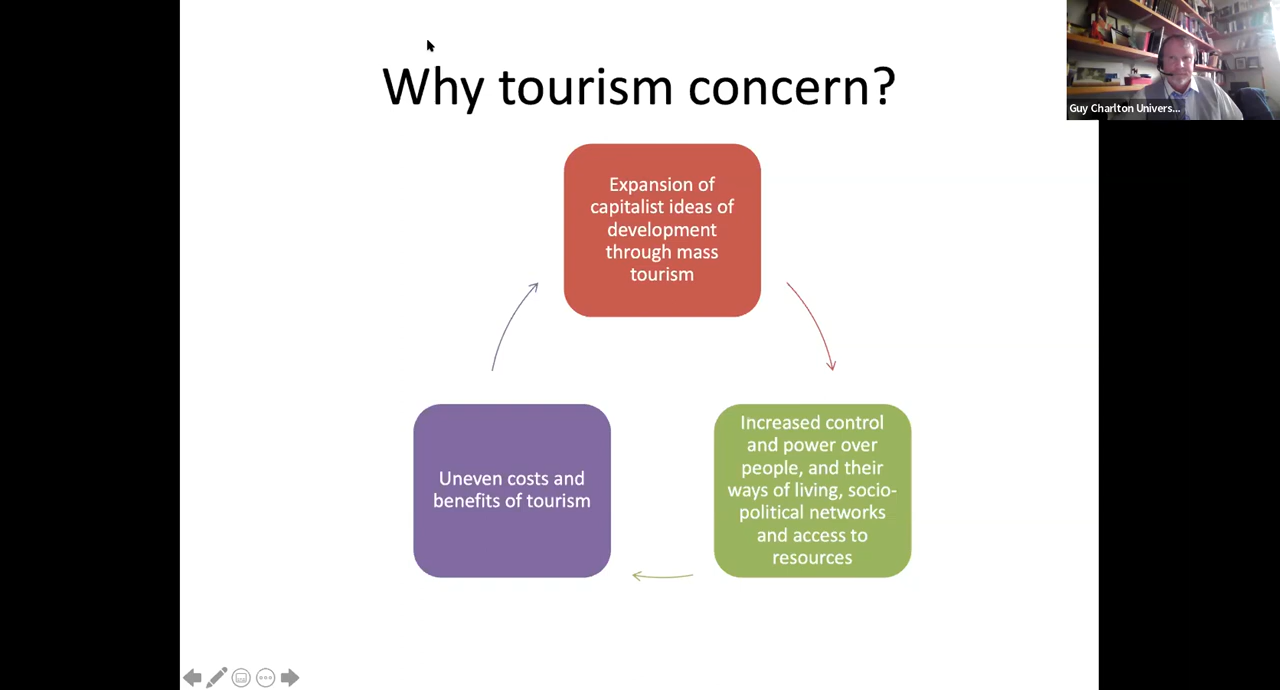 Why tourism concern?
Guy Charlton Univers...
Expansion of
capitalist ideas of
development
through mass
tourism
Uneven costs and
benefits of tourism
Increased control
and power over
people, and their
ways of living, socio-
political networks
and access to
resources